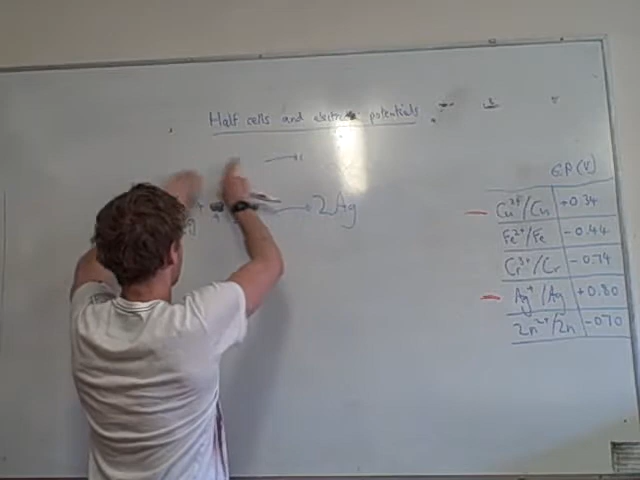 Half cells and electrode potentials
→
→ 2Ag
EP(V)
Cu²⁺/Cu +0.34
Fe²⁺/Fe -0.44
Cr³⁺/Cr -0.74
Ag⁺/Ag +0.80
Zn²⁺/Zn -0.70